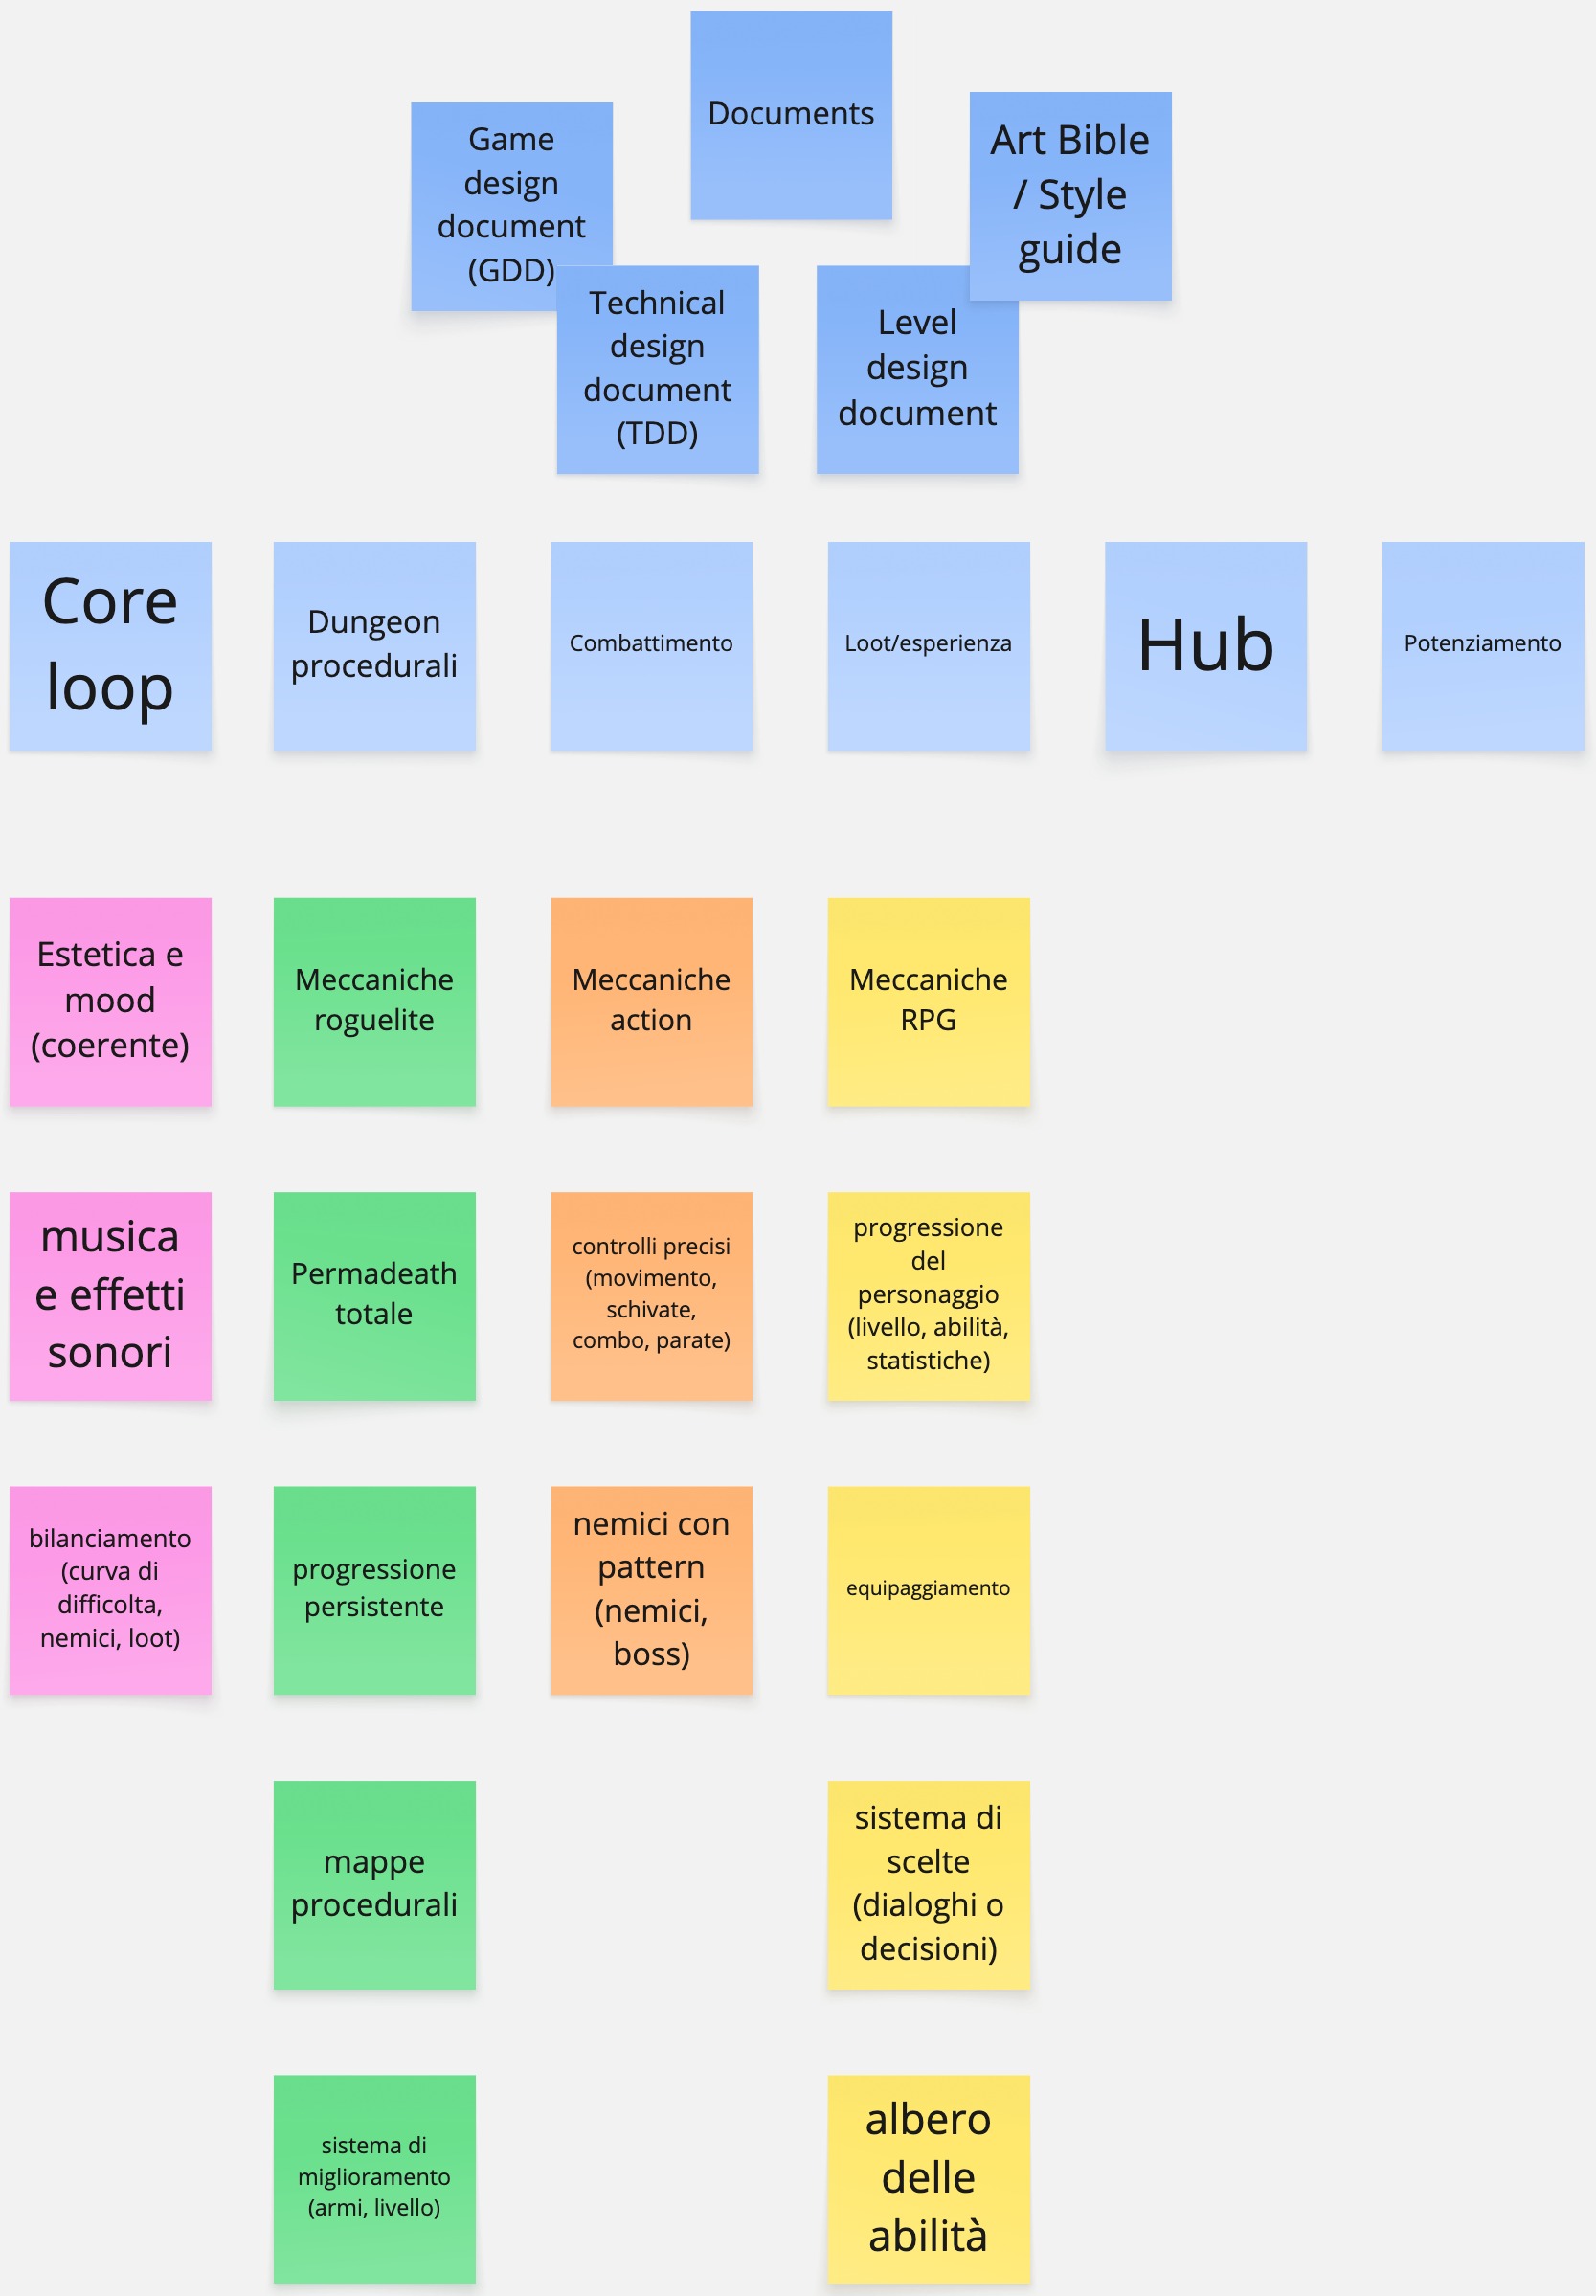 Documents
Game
design
document
(GDD)
Art Bible
/ Style
guide
Technical
design
document
(TDD)
Level
design
document
Core
loop
Dungeon
procedurali
Combattimento
Loot/esperienza
Hub
Potenziamento
Estetica e
mood
(coerente)
Meccaniche
roguelite
Meccaniche
action
Meccaniche
RPG
musica
e effetti
sonori
Permadeath
totale
controlli precisi
(movimento,
schivate,
combo, parate)
progressione
del
personaggio
(livello, abilità,
statistiche)
bilanciamento
(curva di
difficolta,
nemici, loot)
progressione
persistente
nemici con
pattern
(nemici,
boss)
equipaggiamento
mappe
procedurali
sistema di
scelte
(dialoghi o
decisioni)
sistema di
miglioramento
(armi, livello)
albero
delle
abilità